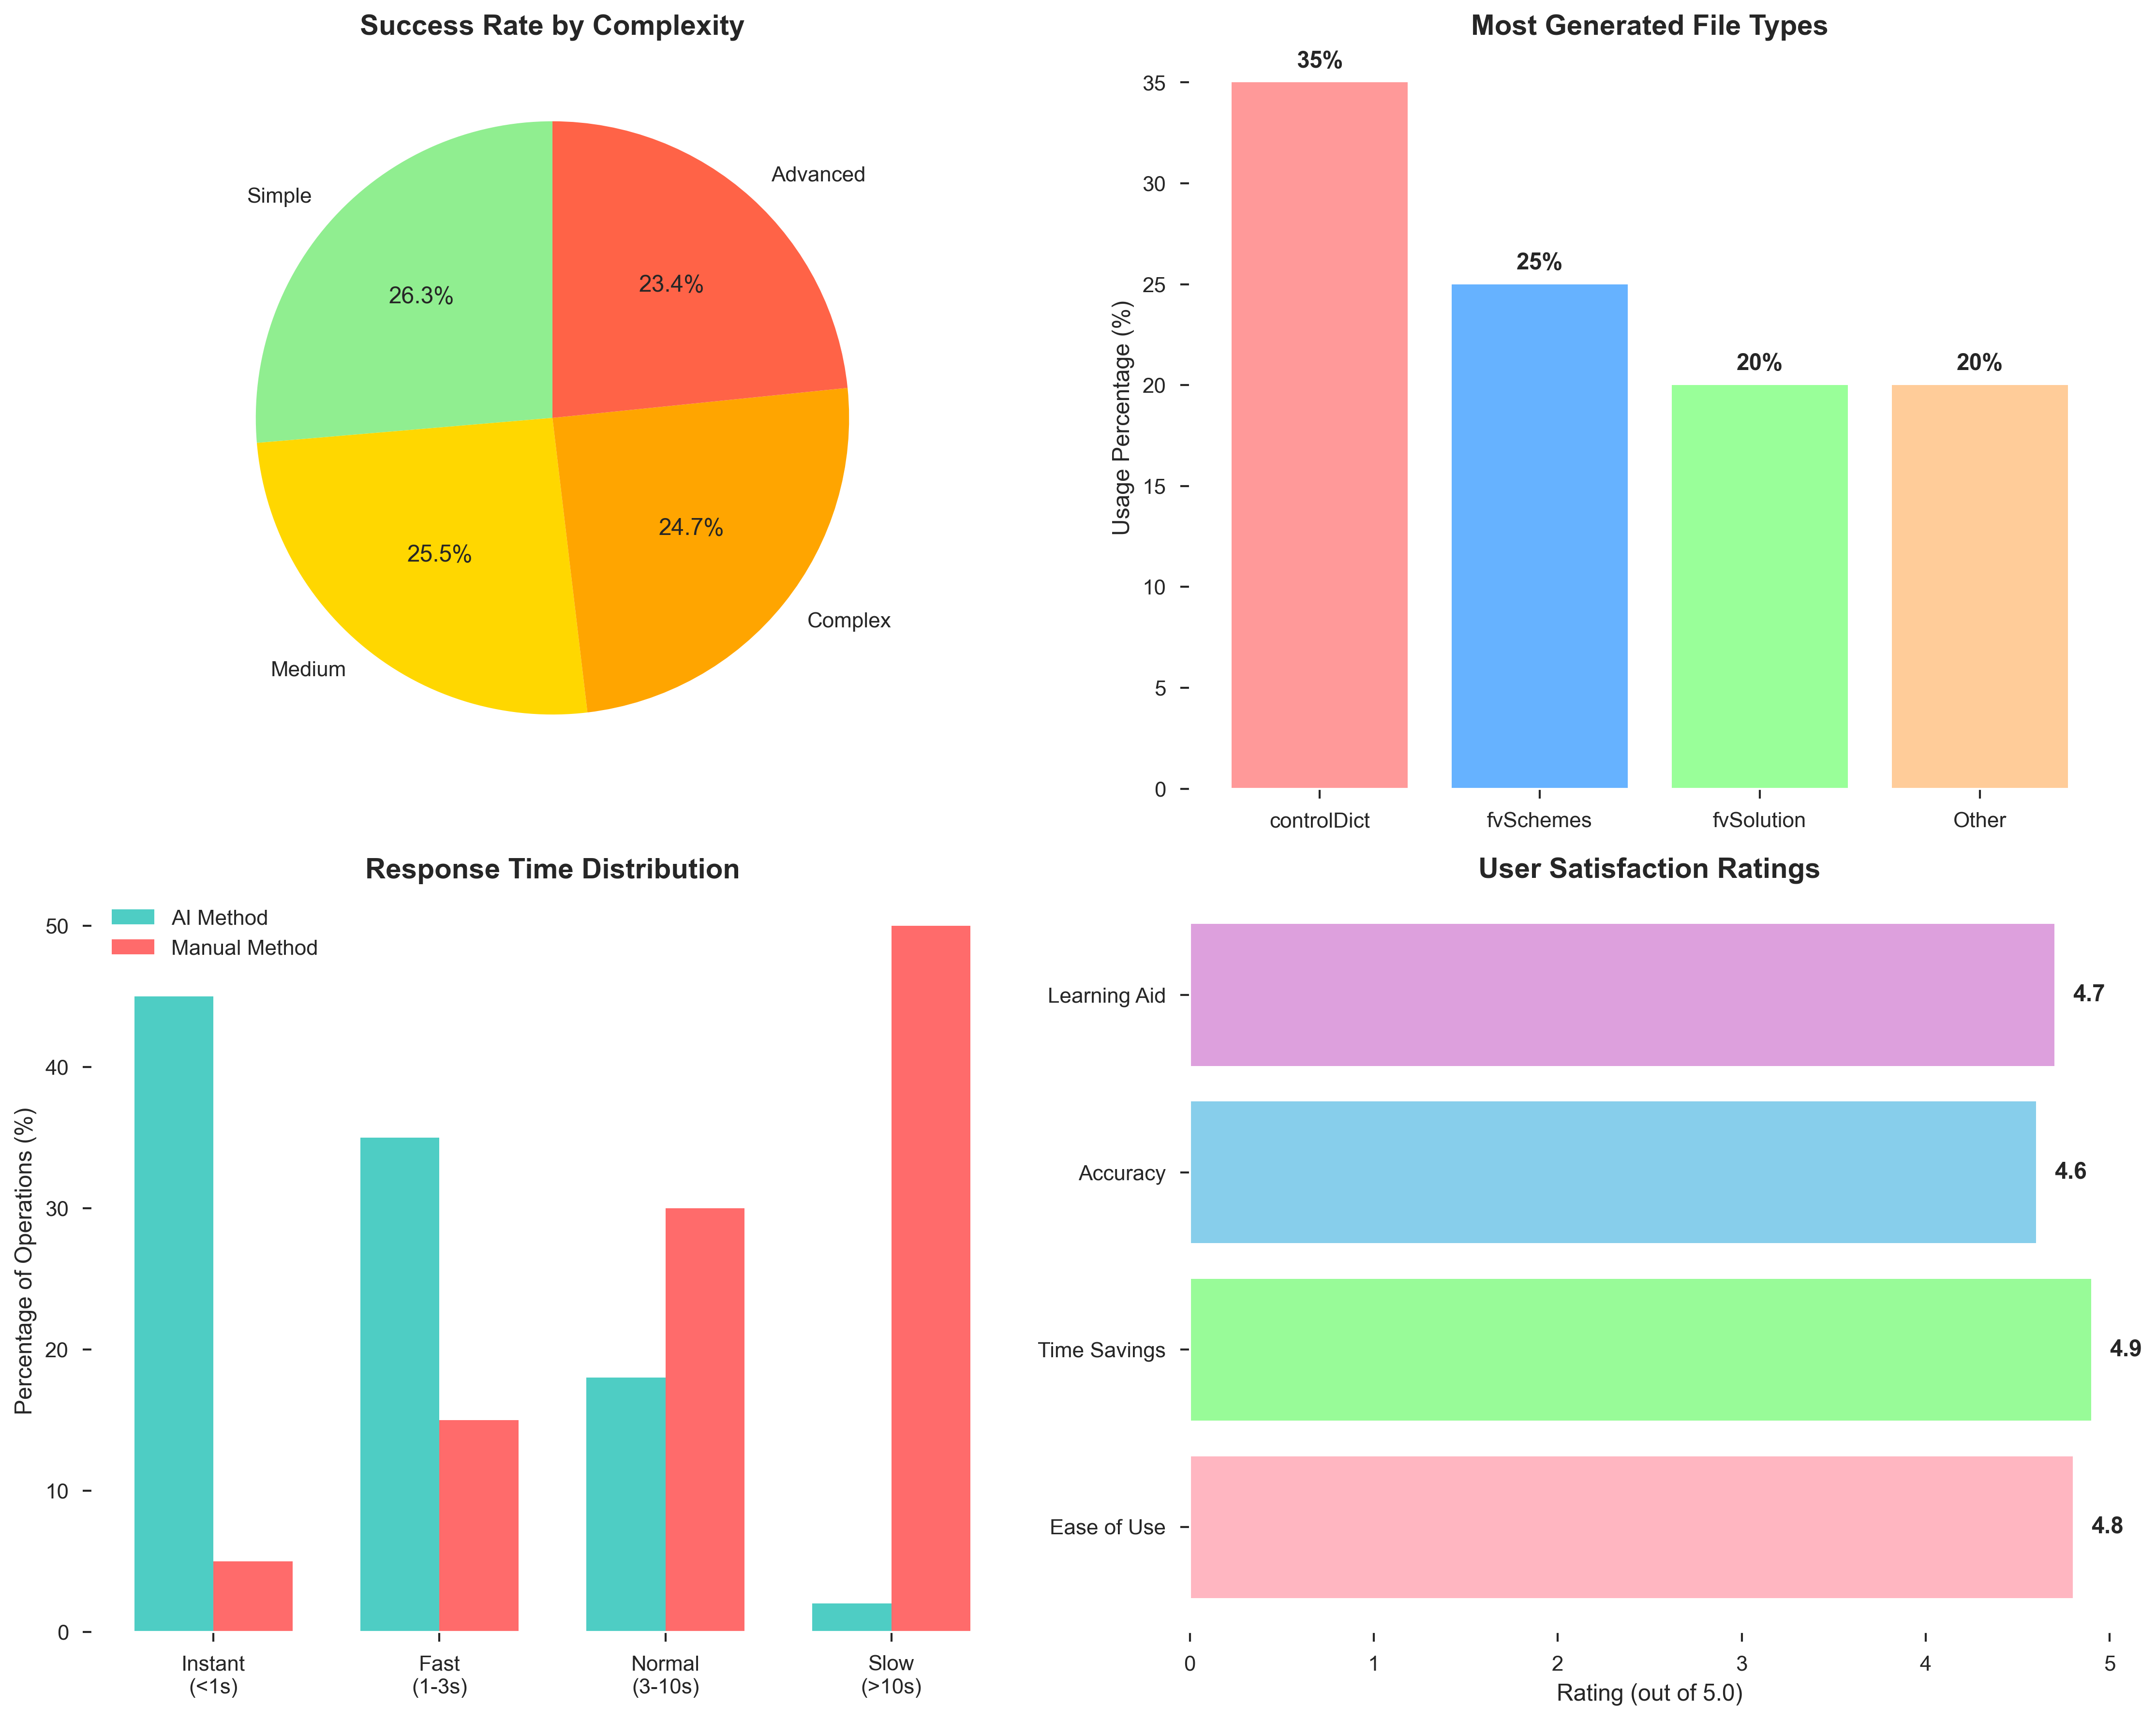 Success Rate by Complexity
Simple
Advanced
26.3%
23.4%
25.5%
24.7%
Medium
Complex
Most Generated File Types
Usage Percentage (%)
35
30
25
20
15
10
5
0
35%
25%
20%
20%
controlDict
fvSchemes
fvSolution
Other
Response Time Distribution
AI Method
Manual Method
Percentage of Operations (%)
50
40
30
20
10
0
Instant
(<1s)
Fast
(1-3s)
Normal
(3-10s)
Slow
(>10s)
User Satisfaction Ratings
Learning Aid
4.7
Accuracy
4.6
Time Savings
4.9
Ease of Use
4.8
0
1
2
3
4
5
Rating (out of 5.0)